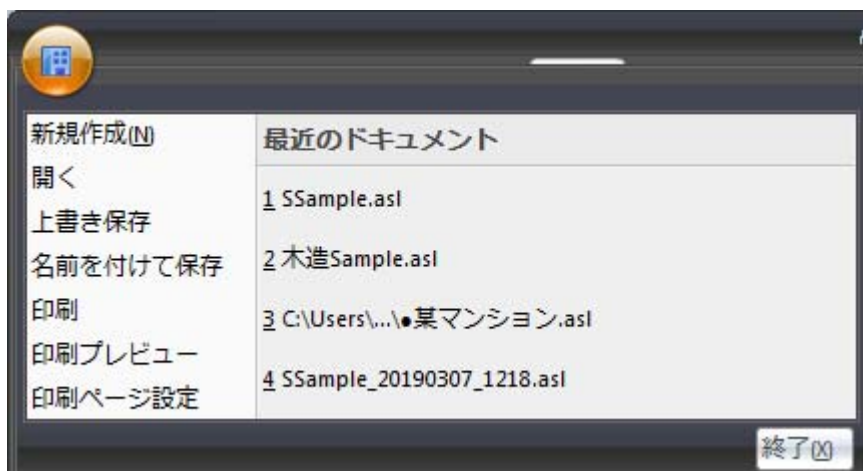 新規作成(N)
開く
上書き保存
名前を付けて保存
印刷
印刷プレビュー
印刷ページ設定
最近のドキュメント
1 SSample.asl
2 木造Sample.asl
3 C:\Users\...\●某マンション.asl
4 SSample_20190307_1218.asl
終了(X)